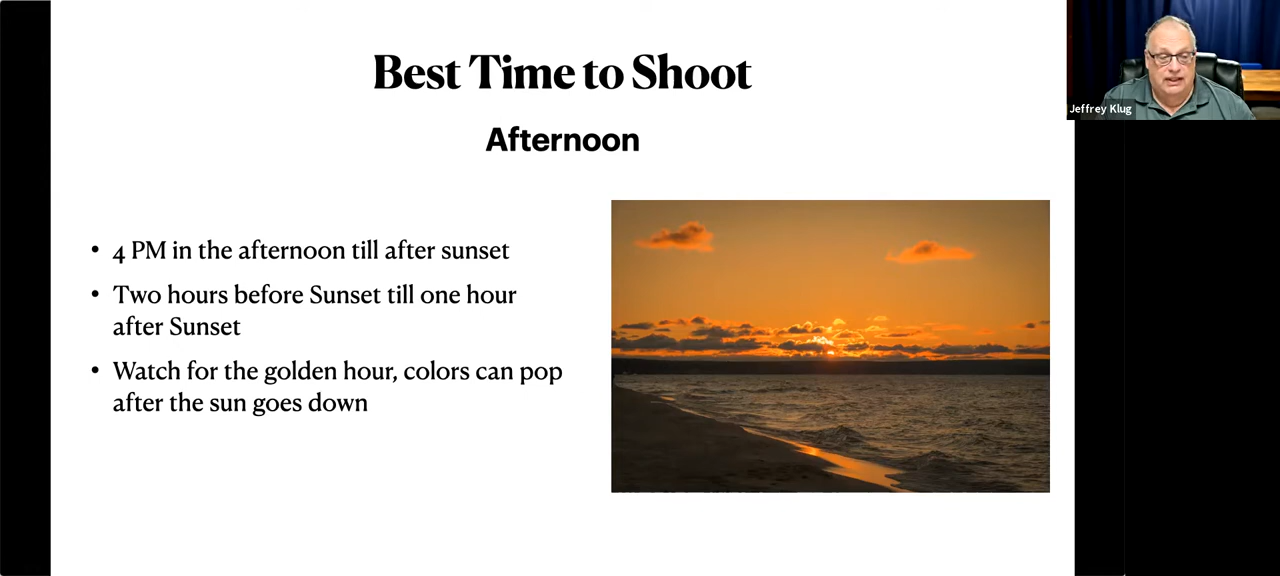 Best Time to Shoot
Afternoon
• 4 PM in the afternoon till after sunset
• Two hours before Sunset till one hour
after Sunset
• Watch for the golden hour, colors can pop
after the sun goes down
Jeffrey Klug